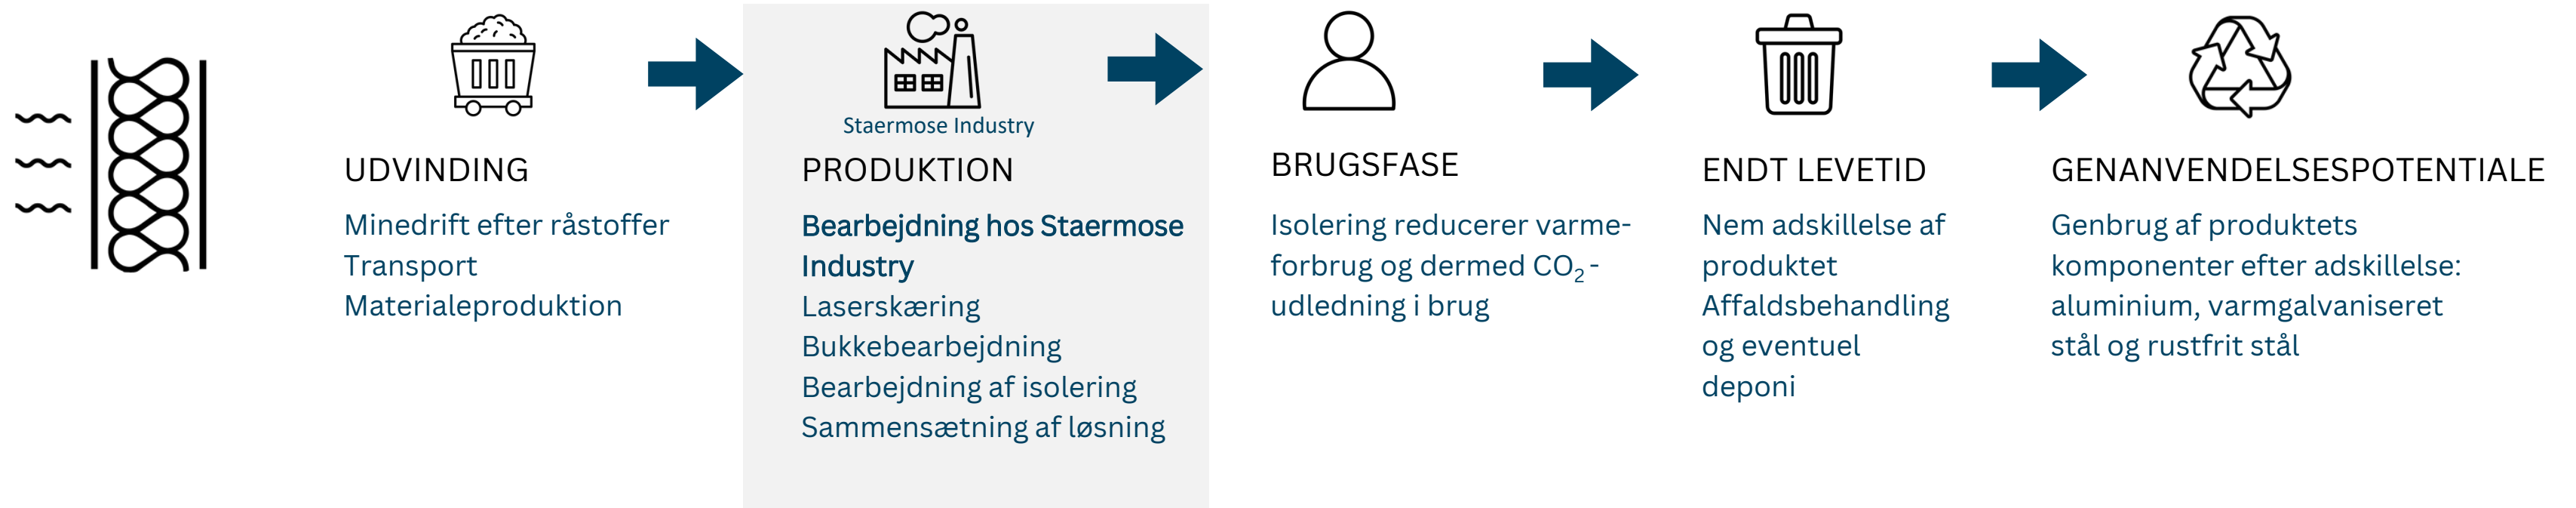 UDVINDING
Minedrift efter råstoffer
Transport
Materialeproduktion
Staermose Industry
PRODUKTION
Bearbejdning hos Staermose
Industry
Laserskæring
Bukkebearbejdning
Bearbejdning af isolering
Sammensætning af løsning
BRUGSFASE
Isolering reducerer varme-
forbrug og dermed CO₂ -
udledning i brug
ENDT LEVETID
Nem adskillelse af
produktet
Affaldsbehandling
og eventuel
deponi
GENANVENDELSESPOTENTIALE
Genbrug af produktets
komponenter efter adskillelse:
aluminium, varmgalvaniseret
stål og rustfrit stål